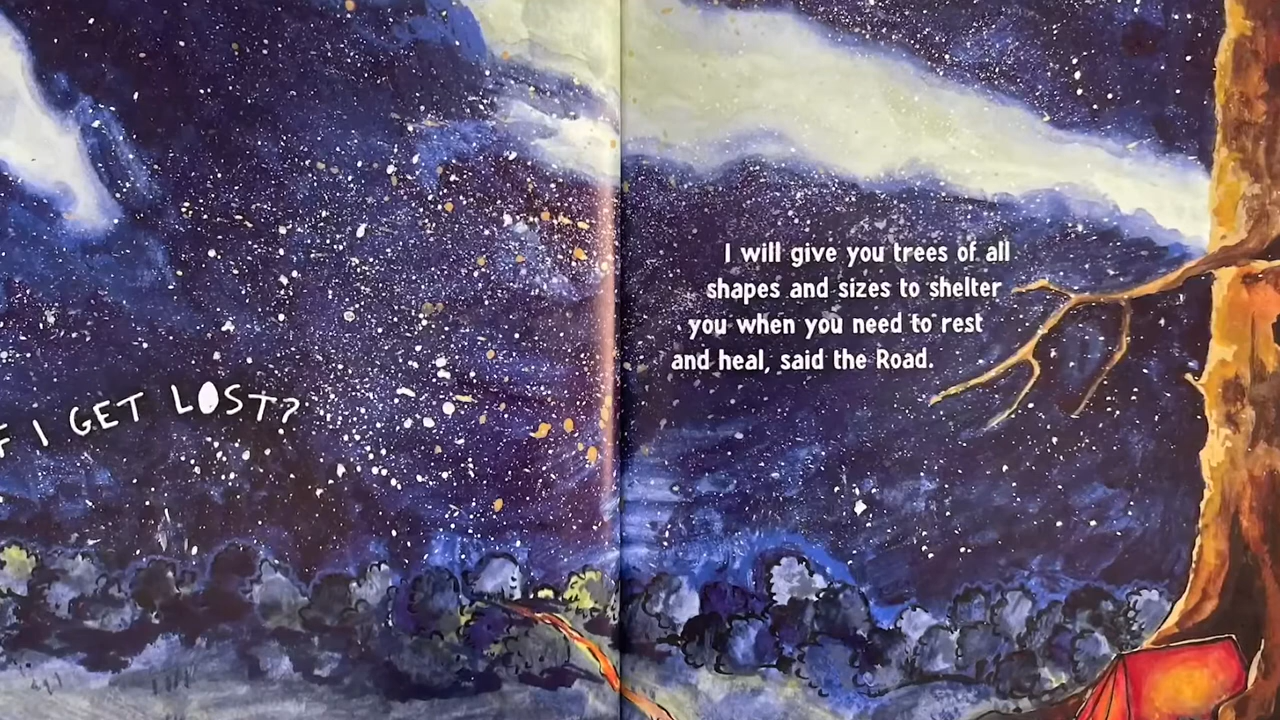 F I GET LOST?
I will give you trees of all
shapes and sizes to shelter
you when you need to rest
and heal, said the Road.